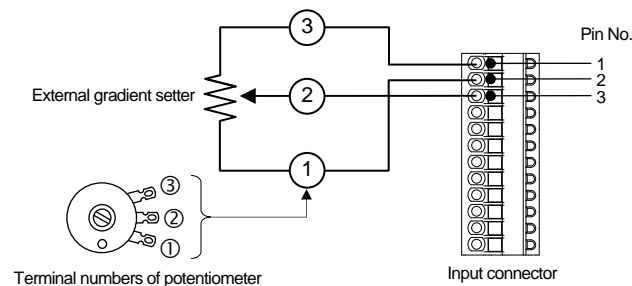 3
Pin No.
1
2
3
External gradient setter
2
1
③
②
①
Terminal numbers of potentiometer
Input connector